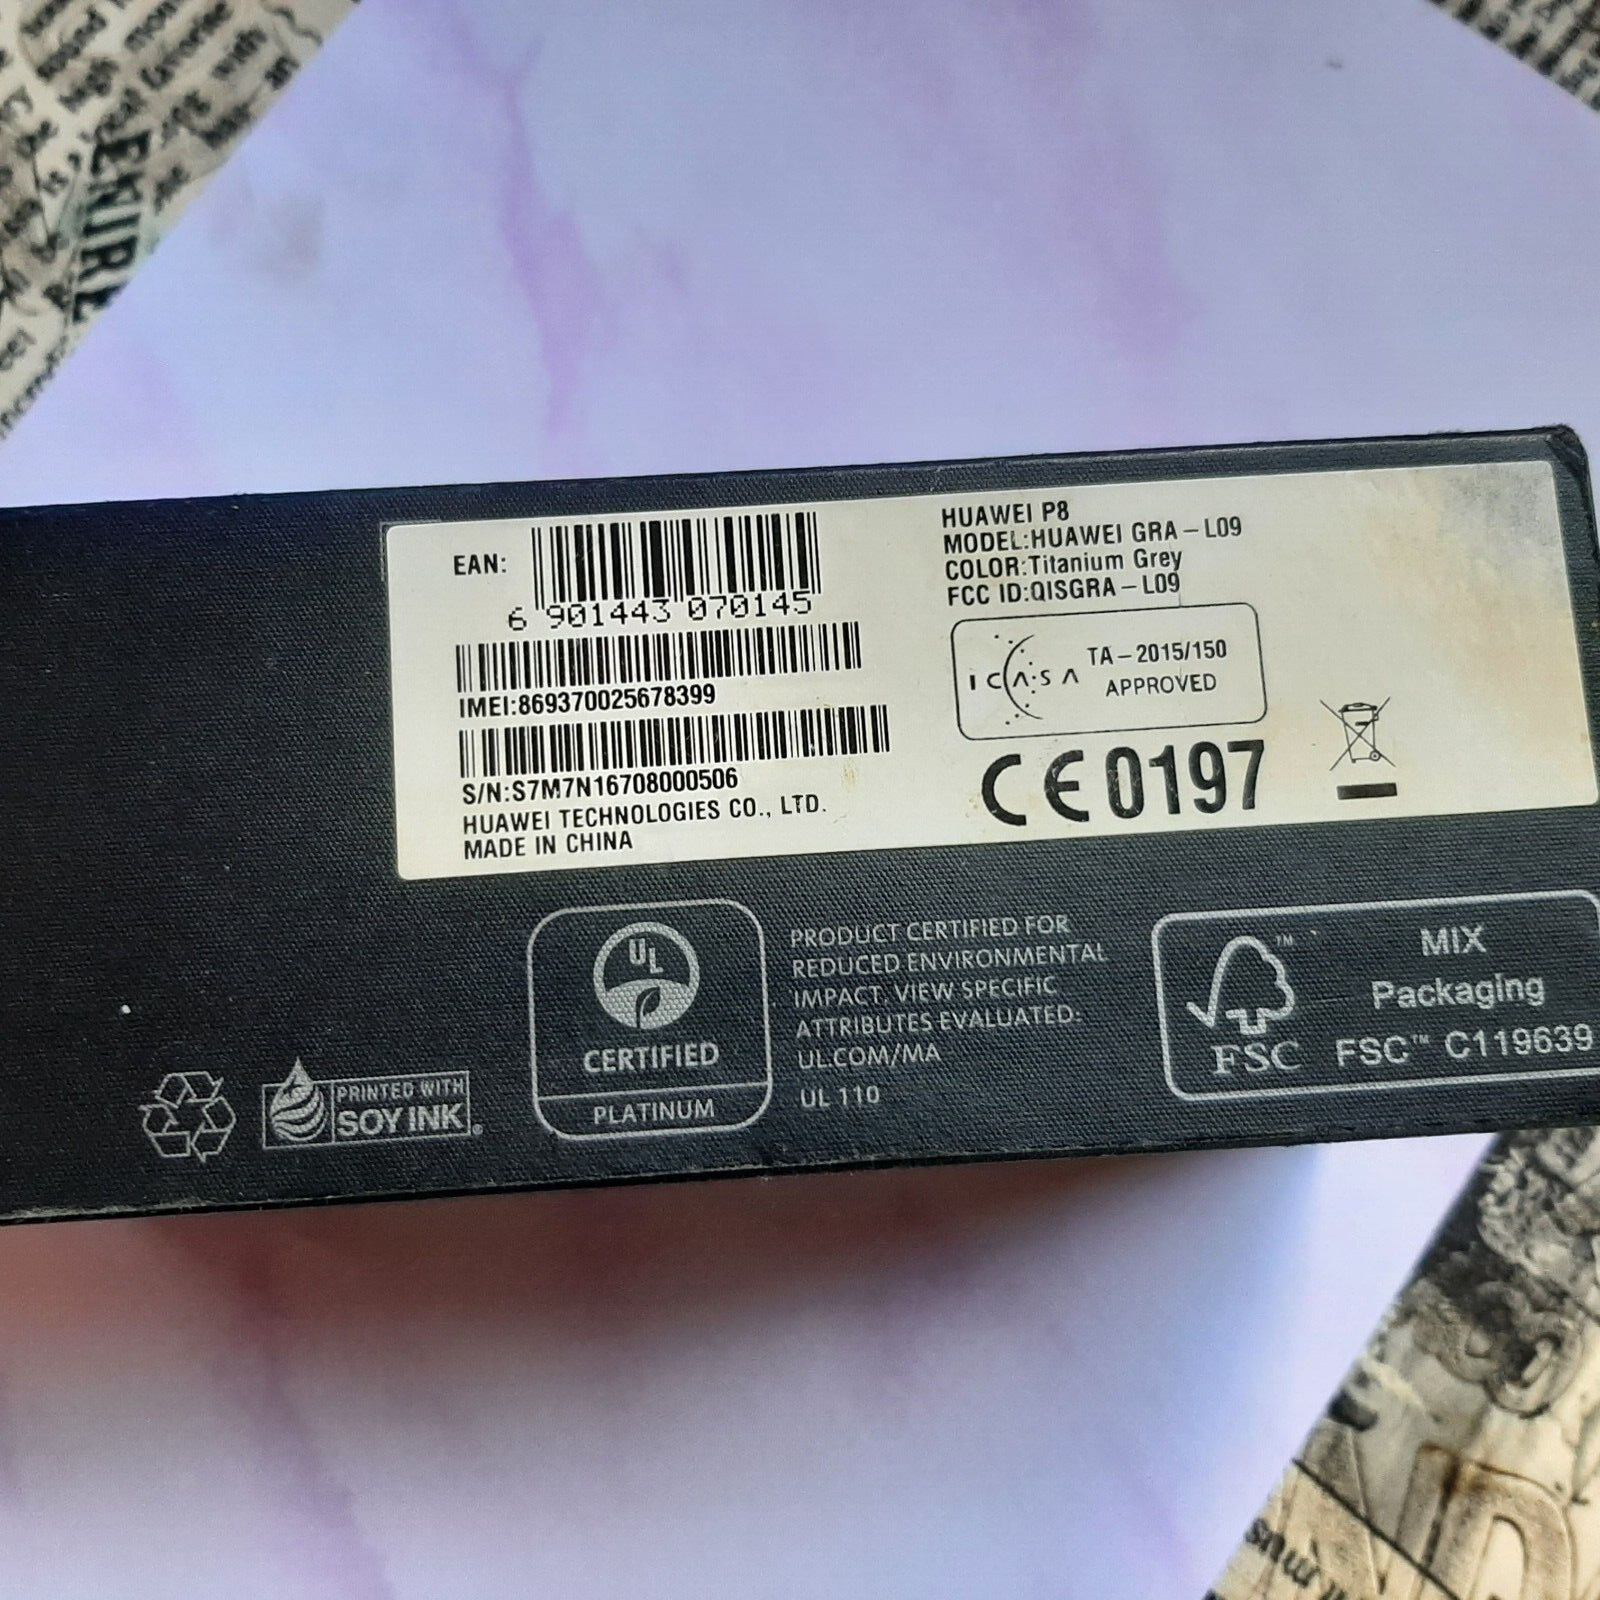 EAN:
6 901443 070145
IMEI:869370025678399
S/N:S7M7N16708000506
HUAWEI TECHNOLOGIES CO., LTD.
MADE IN CHINA
HUAWEI P8
MODEL:HUAWEI GRA-L09
COLOR:Titanium Grey
FCC ID:QISGRA-L09
ICASA
TA-2015/150
APPROVED
CE0197
PRINTED WITH
SOY INK®
UL
CERTIFIED
PLATINUM
PRODUCT CERTIFIED FOR
REDUCED ENVIRONMENTAL
IMPACT. VIEW SPECIFIC
ATTRIBUTES EVALUATED:
UL.COM/MA
UL 110
FSC
MIX
Packaging
FSC™ C119639